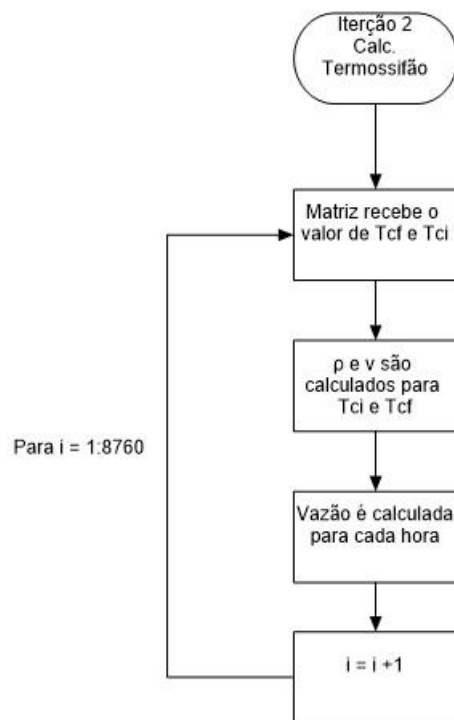 Iterção 2
Calc.
Termossifão
Matriz recebe o
valor de Tcf e Tci
ρ e v são
calculados para
Tci e Tcf
Para i = 1:8760
Vazão é calculada
para cada hora
i = i +1